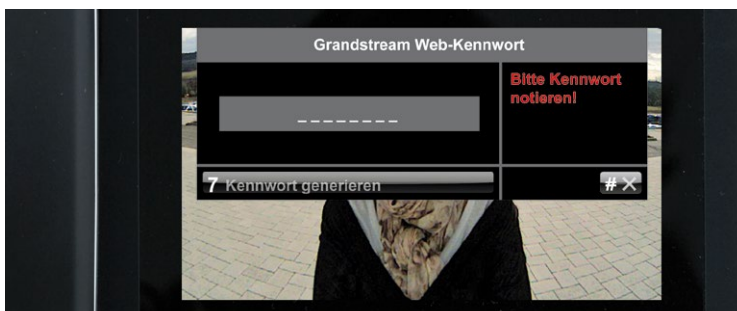 Grandstream Web-Kennwort
Bitte Kennwort
notieren!
_ _ _ _ _ _ _ _
7 Kennwort generieren
# X